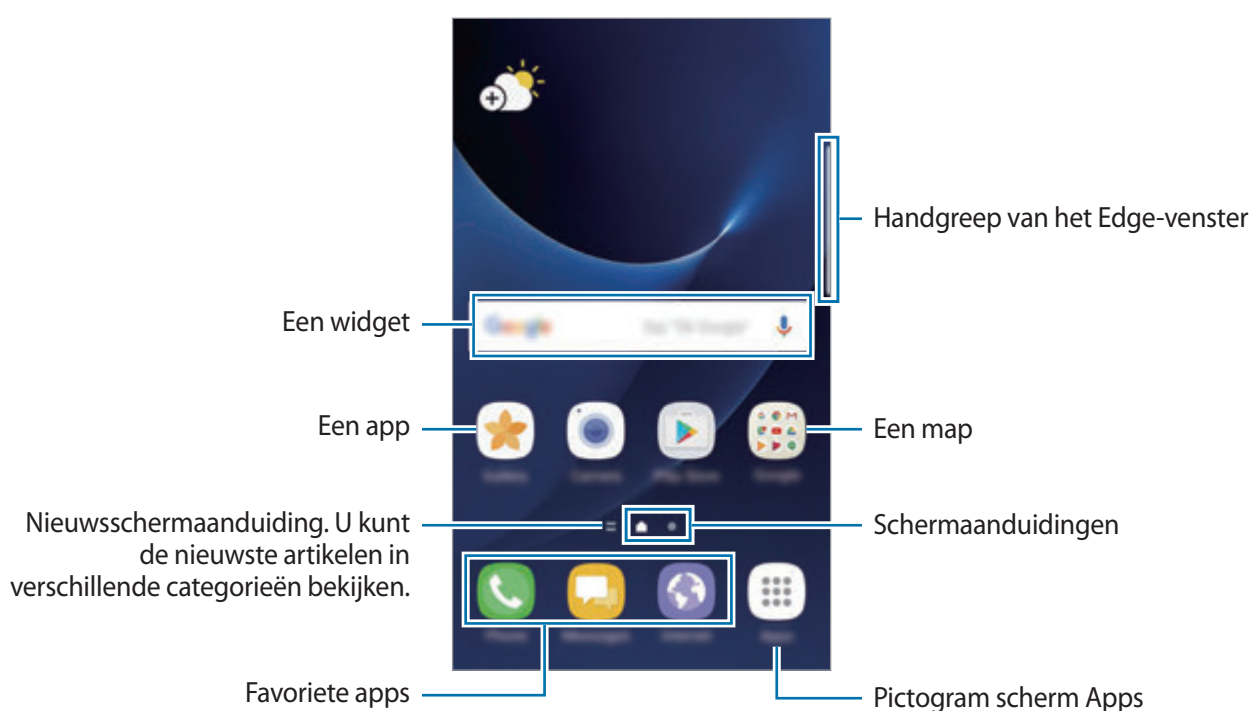 Handgreep van het Edge-venster
Een widget
Google
Een app
Een map
Nieuwsschermaanduiding. U kunt
de nieuwste artikelen in
verschillende categorieën bekijken.
Schermaanduidingen
Favoriete apps
Pictogram scherm Apps